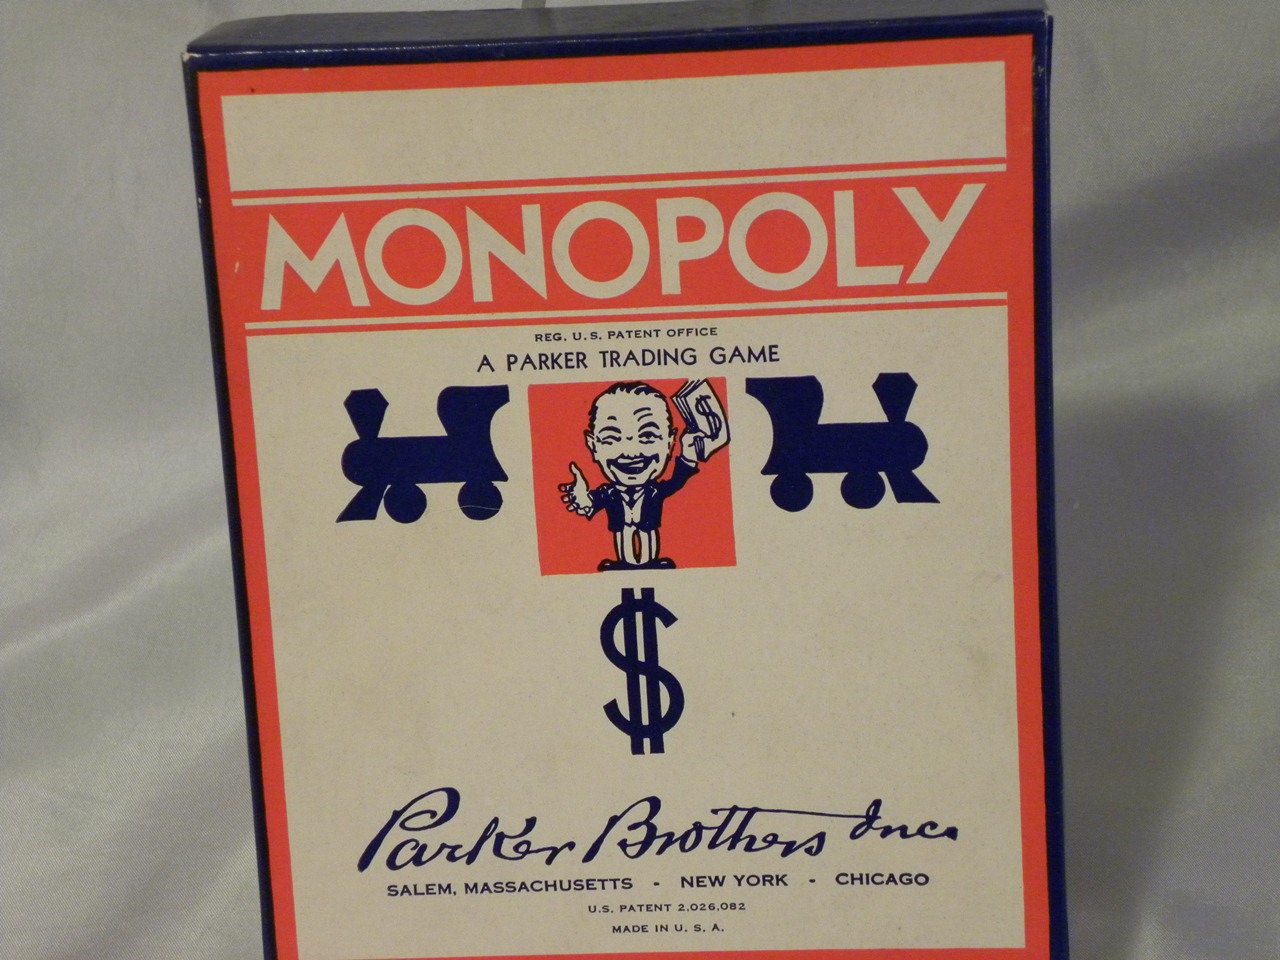 MONOPOLY
REG. U.S. PATENT OFFICE
A PARKER TRADING GAME
$
$
Parker Brothers Inc.
SALEM, MASSACHUSETTS - NEW YORK - CHICAGO
U.S. PATENT 2,026,082
MADE IN U. S. A.